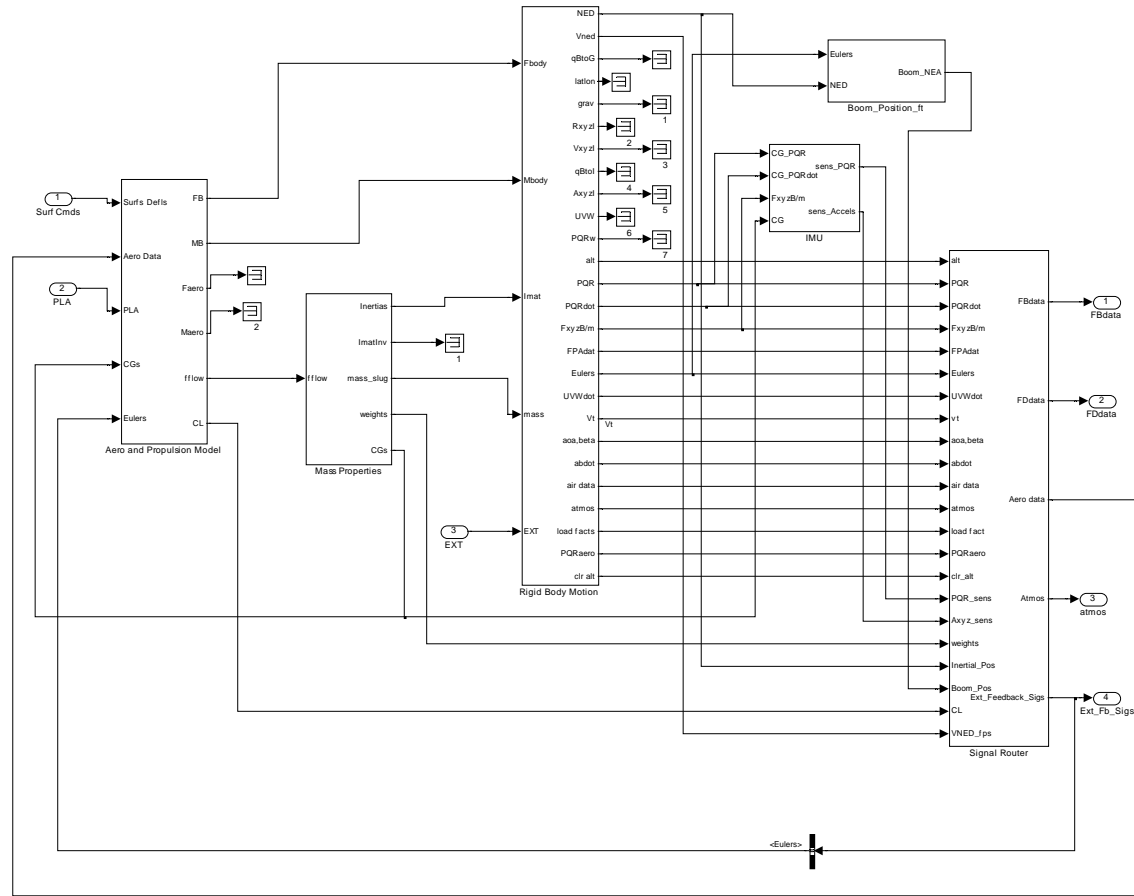 NED
Vned
qBtoG
latlon
grav
Rxyzl
Vxyzl
qBtol
Axyzl
UVW
PQRw
alt
PQR
PQRdot
FxyzB/m
FPAdat
Eulers
UVWdot
Vt
Vt
aoa,beta
abdot
air data
atmos
load facts
PQRaero
clr alt
Fbody
Mbody
Imat
mass
EXT
Rigid Body Motion
1
2
3
4
5
6
7
Eulers
NED
Boom_NEA
Boom_Position_ft
CG_PQR
CG_PQRdot
FxyzB/m
CG
sens_PQR
sens_Accels
IMU
1
Surf Cmds
2
PLA
3
EXT
Surfs Defls
Aero Data
PLA
CGs
Eulers
FB
MB
Faero
Maero
fflow
CL
Aero and Propulsion Model
2
fflow
Inertias
ImatInv
mass_slug
weights
CGs
Mass Properties
1
alt
PQR
PQRdot
FxyzB/m
FPAdat
Eulers
UVWdot
vt
aoa,beta
abdot
air data
atmos
load fact
PQRaero
clr_alt
PQR_sens
Axyz_sens
weights
Inertial_Pos
Boom_Pos
CL
VNED_fps
FBdata
FDdata
Aero data
Atmos
Ext_Feedback_Sigs
Signal Router
1
FBdata
2
FDdata
3
atmos
4
Ext_Fb_Sigs
<Eulers>